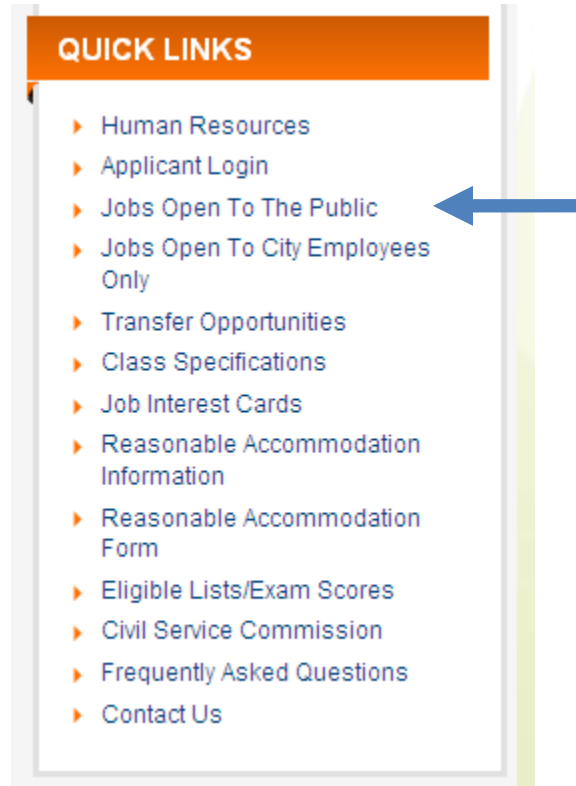 QUICK LINKS
Human Resources
Applicant Login
Jobs Open To The Public
Jobs Open To City Employees
Only
Transfer Opportunities
Class Specifications
Job Interest Cards
Reasonable Accommodation
Information
Reasonable Accommodation
Form
Eligible Lists/Exam Scores
Civil Service Commission
Frequently Asked Questions
Contact Us